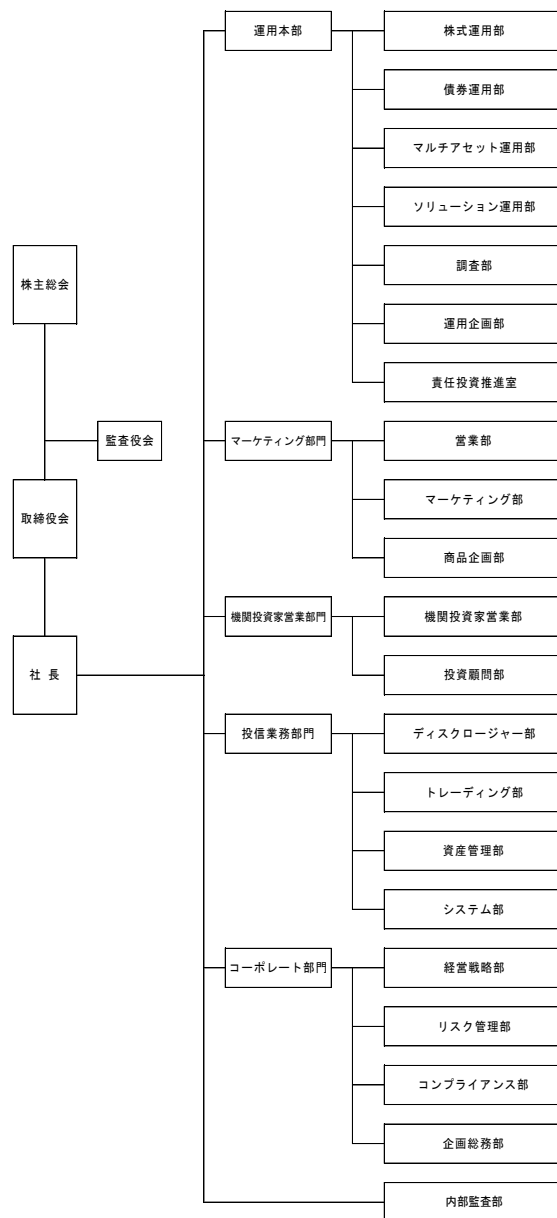 株主総会
監査役会
取締役会
社 長
運用本部
株式運用部
債券運用部
マルチアセット運用部
ソリューション運用部
調査部
運用企画部
責任投資推進室
マーケティング部門
営業部
マーケティング部
商品企画部
機関投資家営業部門
機関投資家営業部
投資顧問部
投信業務部門
ディスクロージャー部
トレーディング部
資産管理部
システム部
コーポレート部門
経営戦略部
リスク管理部
コンプライアンス部
企画総務部
内部監査部